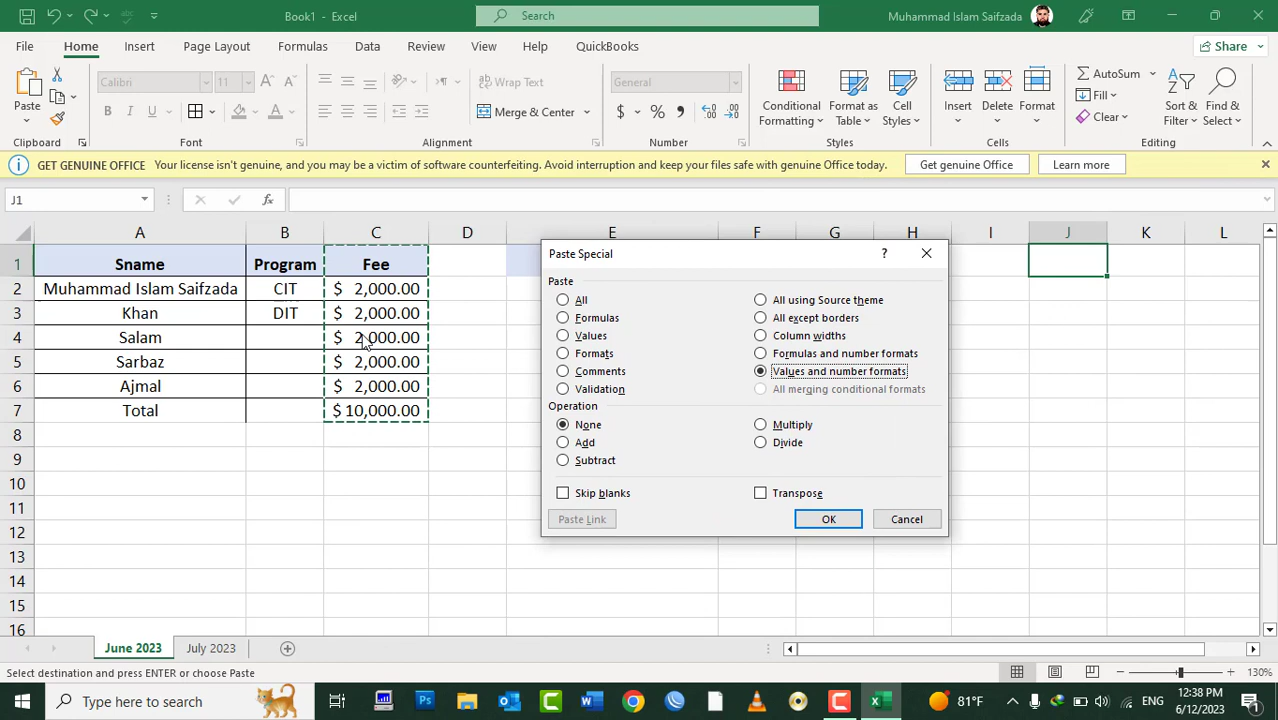 Book1 - Excel
Search
Muhammad Islam Saifzada
File Home Insert Page Layout Formulas Data Review View Help QuickBooks
Share
Paste
Calibri 11
Wrap Text
General
Merge & Center
Conditional Formatting
Format as Table
Cell Styles
Insert
Delete
Format
AutoSum
Fill
Clear
Sort & Filter
Find & Select
Clipboard Font Alignment Number Styles Cells Editing
GET GENUINE OFFICE Your license isn't genuine, and you may be a victim of software counterfeiting. Avoid interruption and keep your files safe with genuine Office today.
Get genuine Office
Learn more
J1
fx
A B C D E F G H I J K L
1 Sname Program Fee
2 Muhammad Islam Saifzada CIT $ 2,000.00
3 Khan DIT $ 2,000.00
4 Salam $ 2,000.00
5 Sarbaz $ 2,000.00
6 Ajmal $ 2,000.00
7 Total $ 10,000.00
8
9
10
11
12
13
14
15
16
Paste Special
?
Paste
All
All using Source theme
Formulas
All except borders
Values
Column widths
Formats
Formulas and number formats
Comments
Values and number formats
Validation
All merging conditional formats
Operation
None
Multiply
Add
Divide
Subtract
Skip blanks
Transpose
Paste Link
OK
Cancel
June 2023
July 2023
Select destination and press ENTER or choose Paste
130%
Type here to search
81°F
ENG
12:38 PM
6/12/2023